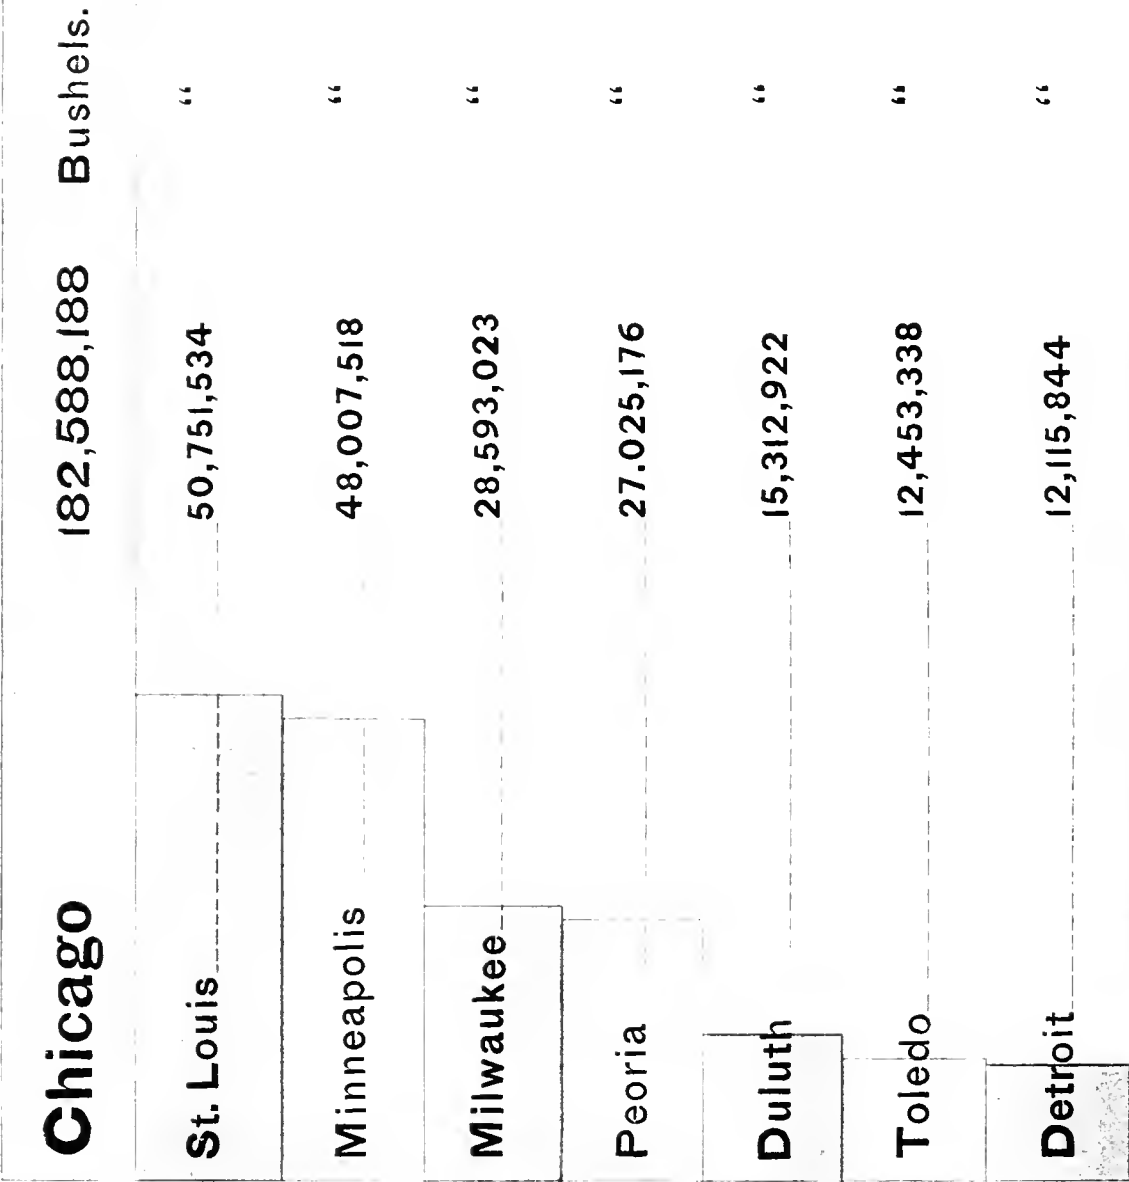 Chicago 182,588,188 Bushels.
St. Louis 50,751,534 "
Minneapolis 48,007,518 "
Milwaukee 28,593,023 "
Peoria 27.025,176 "
Duluth 15,312,922 "
Toledo 12,453,338 "
Detroit 12,115,844 "